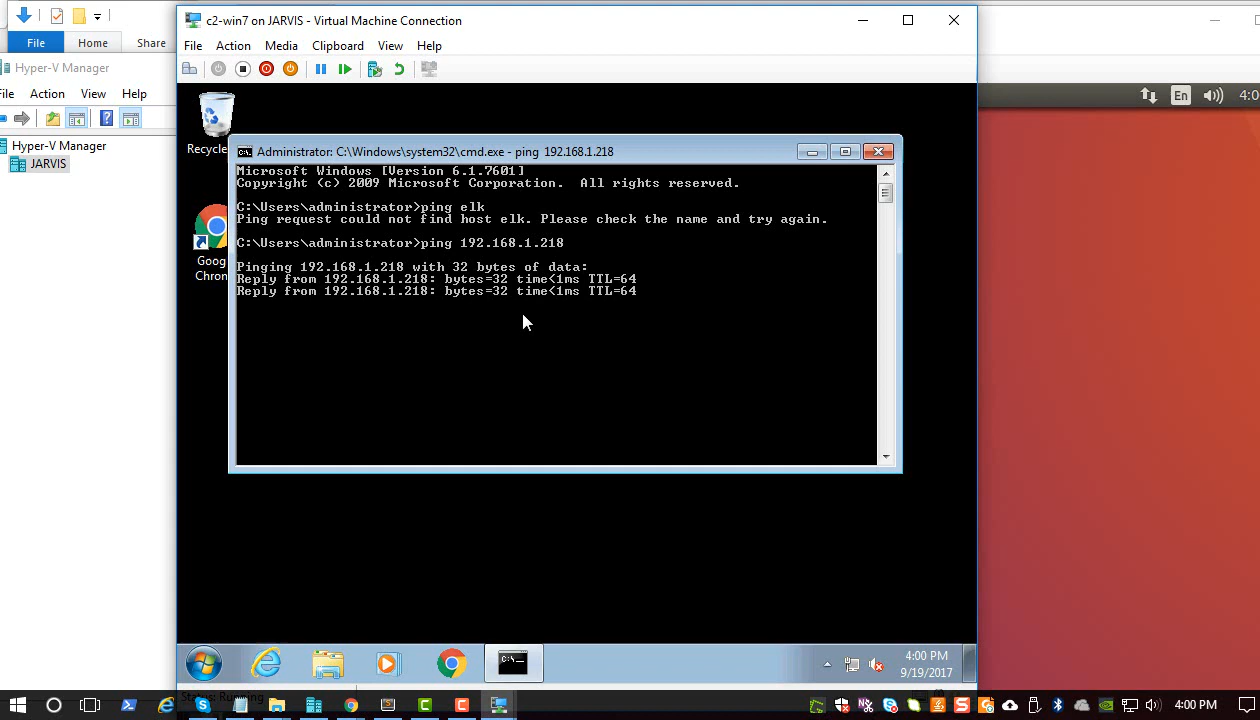 File
Home
Share
c2-win7 on JARVIS - Virtual Machine Connection
File
Action
Media
Clipboard
View
Help
Hyper-V Manager
Action
View
Help
Hyper-V Manager
JARVIS
En
Administrator: C:\Windows\system32\cmd.exe - ping 192.168.1.218
Microsoft Windows [Version 6.1.7601]
Copyright (c) 2009 Microsoft Corporation.  All rights reserved.
C:\Users\administrator>ping elk
Ping request could not find host elk. Please check the name and try again.
C:\Users\administrator>ping 192.168.1.218
Pinging 192.168.1.218 with 32 bytes of data:
Reply from 192.168.1.218: bytes=32 time<1ms TTL=64
Reply from 192.168.1.218: bytes=32 time<1ms TTL=64
4:00 PM
9/19/2017
Status: Running
4:00 PM